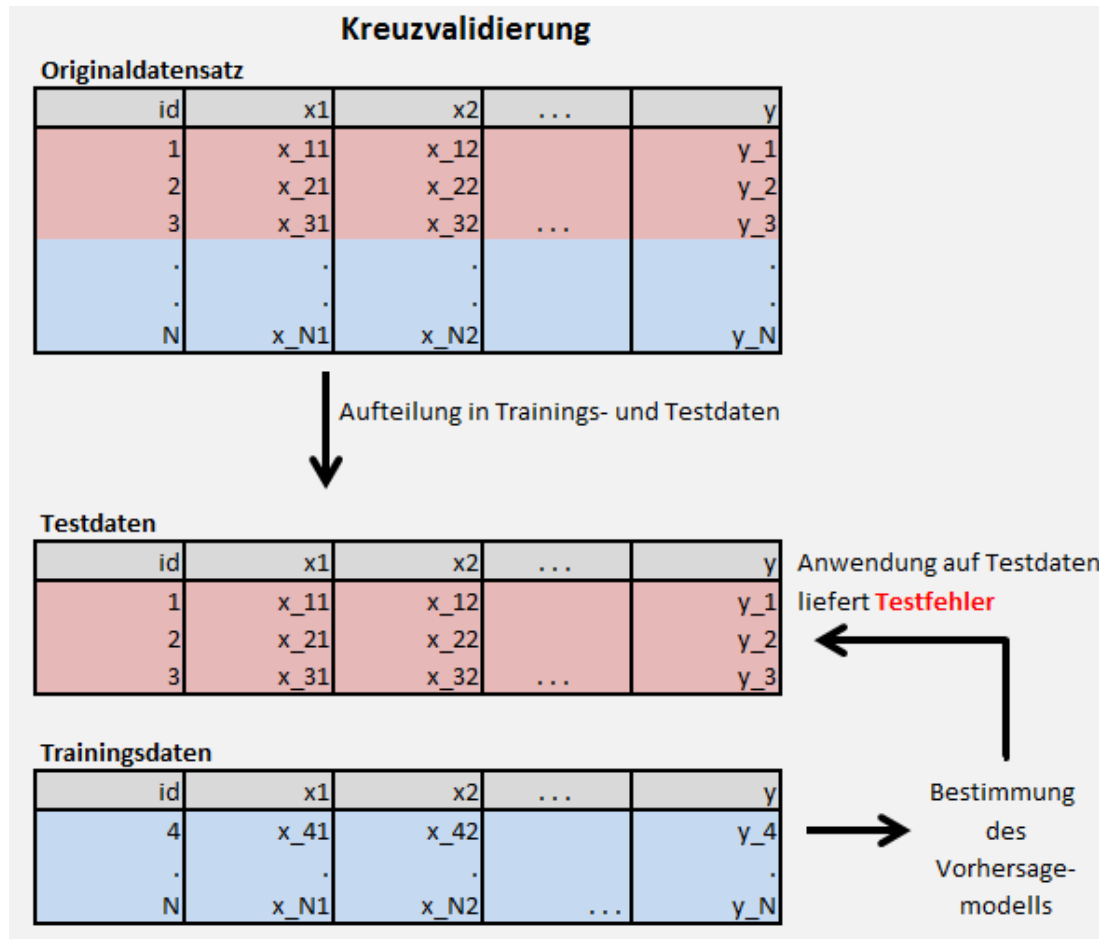 Kreuzvalidierung
Originaldatensatz
id x1 x2 . . . y
1 x_11 x_12 y_1
2 x_21 x_22 y_2
3 x_31 x_32 . . . y_3
. . . .
. . . .
N x_N1 x_N2 y_N
Aufteilung in Trainings- und Testdaten
Testdaten
id x1 x2 . . . y
1 x_11 x_12 y_1
2 x_21 x_22 y_2
3 x_31 x_32 . . . y_3
Anwendung auf Testdaten
liefert Testfehler
Trainingsdaten
id x1 x2 . . . y
4 x_41 x_42 y_4
. . . .
N x_N1 x_N2 . . . y_N
Bestimmung
des
Vorhersage-
modells